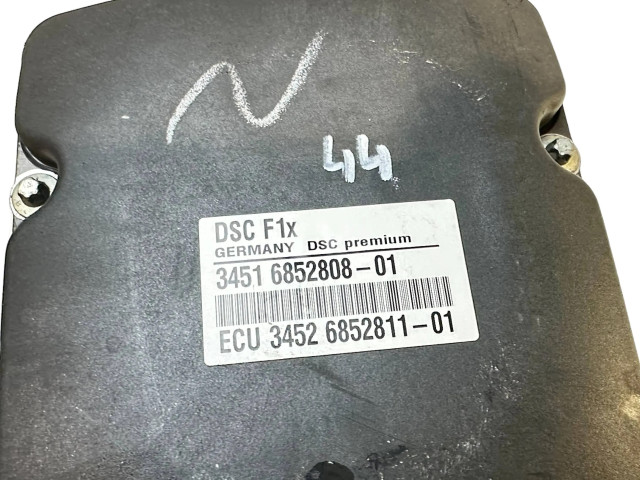 N
44
DSC F1x
GERMANY DSC premium
3451 6852808-01
ECU 3452 6852811-01